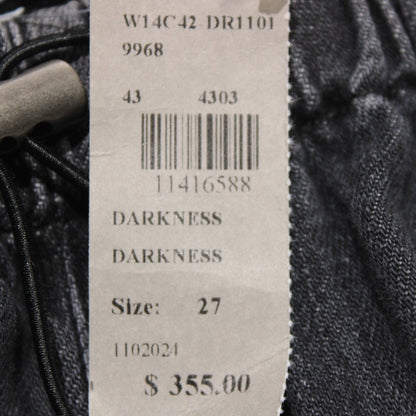 W14C42-DR1101
9968
43 4303
11416588
DARKNESS
DARKNESS
Size: 27
1102024
$ 355.00